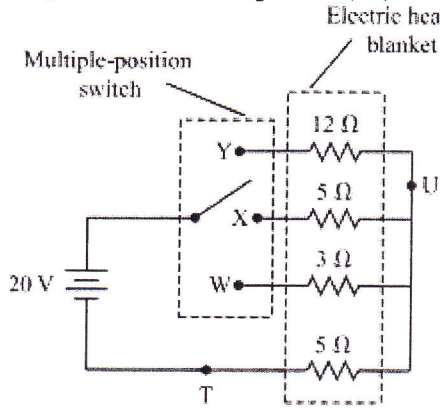 Electric hea
blanket
Multiple-position
switch
12 Ω
Y
U
5 Ω
X
3 Ω
20 V
W
5 Ω
T